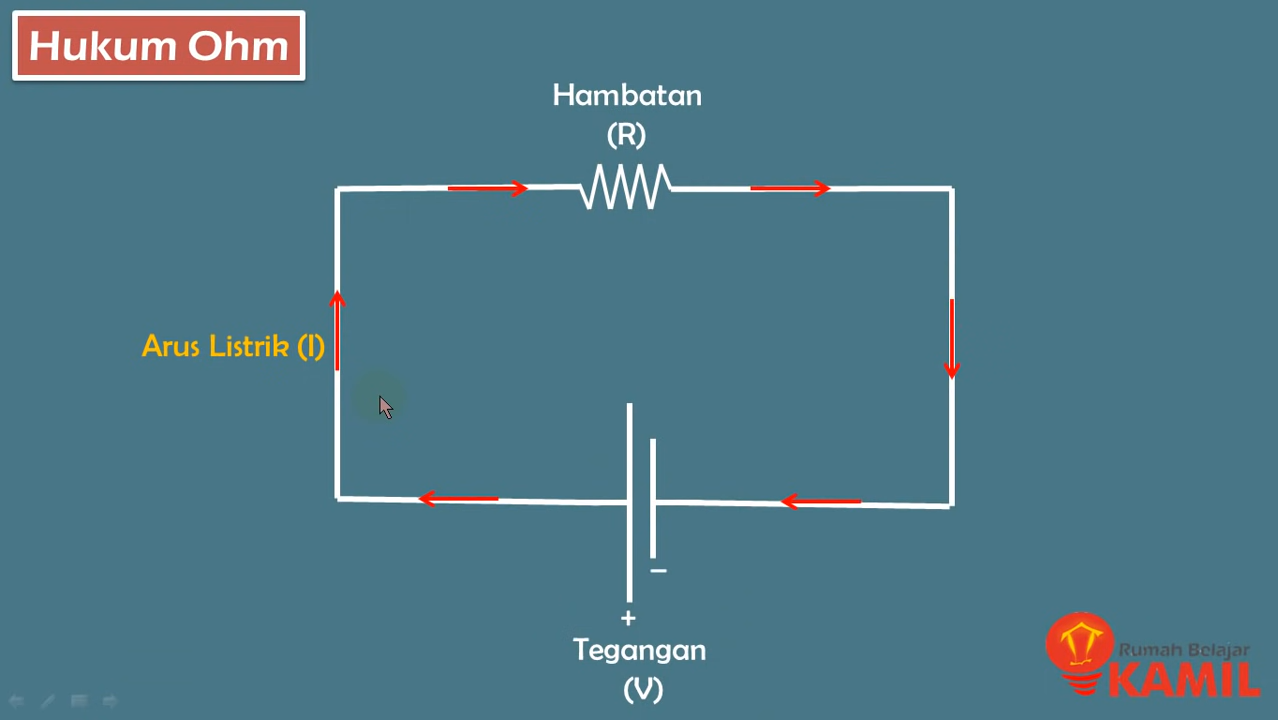 Hukum Ohm
Hambatan
(R)
Arus Listrik (I)
–
+
Tegangan
(V)
Rumah Belajar
KAMIL